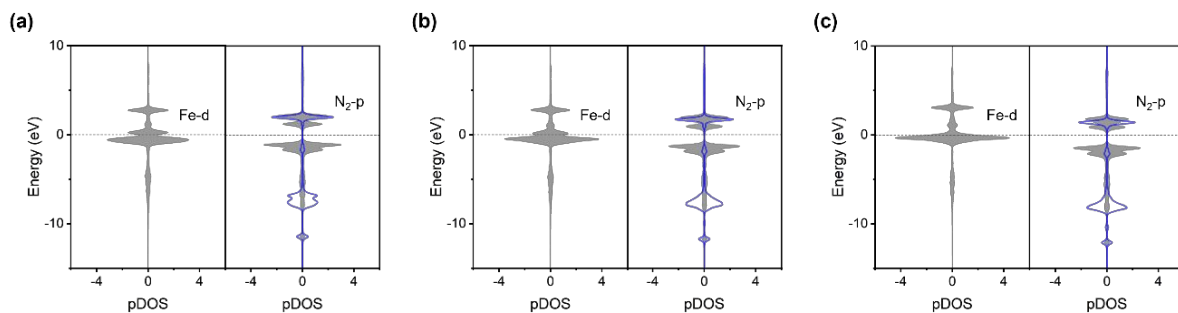 (a)
10
0
-10
Energy (eV)
Fe-d
N₂-p
-4 0 4 -4 0 4
pDOS pDOS
(b)
10
0
-10
Energy (eV)
Fe-d
N₂-p
-4 0 4 -4 0 4
pDOS pDOS
(c)
10
0
-10
Energy (eV)
Fe-d
N₂-p
-4 0 4 -4 0 4
pDOS pDOS